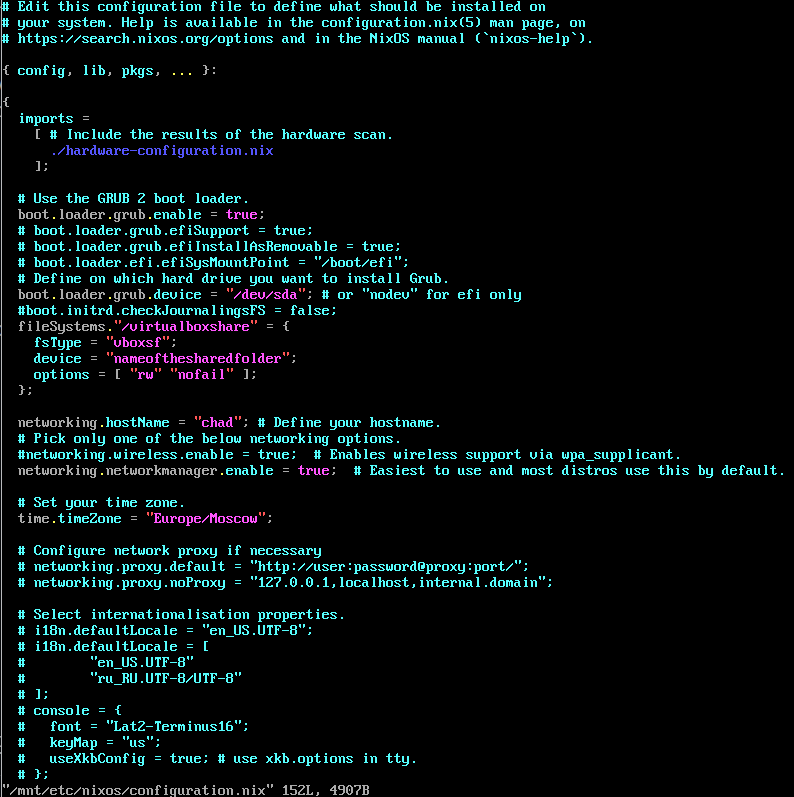 # Edit this configuration file to define what should be installed on
# your system. Help is available in the configuration.nix(5) man page, on
# https://search.nixos.org/options and in the NixOS manual (`nixos-help`).

{ config, lib, pkgs, ... }:

{
  imports =
    [ # Include the results of the hardware scan.
      ./hardware-configuration.nix
    ];

  # Use the GRUB 2 boot loader.
  boot.loader.grub.enable = true;
  # boot.loader.grub.efiSupport = true;
  # boot.loader.grub.efiInstallAsRemovable = true;
  # boot.loader.efi.efiSysMountPoint = "/boot/efi";
  # Define on which hard drive you want to install Grub.
  boot.loader.grub.device = "/dev/sda"; # or "nodev" for efi only
  #boot.initrd.checkJournalingsFS = false;
  fileSystems."/virtualboxshare" = {
    fsType = "vboxsf";
    device = "nameofthesharedfolder";
    options = [ "rw" "nofail" ];
  };

  networking.hostName = "chad"; # Define your hostname.
  # Pick only one of the below networking options.
  #networking.wireless.enable = true;  # Enables wireless support via wpa_supplicant.
  networking.networkmanager.enable = true;  # Easiest to use and most distros use this by default.

  # Set your time zone.
  time.timeZone = "Europe/Moscow";

  # Configure network proxy if necessary
  # networking.proxy.default = "http://user:password@proxy:port/";
  # networking.proxy.noProxy = "127.0.0.1,localhost,internal.domain";

  # Select internationalisation properties.
  # i18n.defaultLocale = "en_US.UTF-8";
  # i18n.defaultLocale = [
  #        "en_US.UTF-8"
  #        "ru_RU.UTF-8/UTF-8"
  # ];
  # console = {
  #   font = "Lat2-Terminus16";
  #   keyMap = "us";
  #   useXkbConfig = true; # use xkb.options in tty.
  # };
"/mnt/etc/nixos/configuration.nix" 152L, 4907B